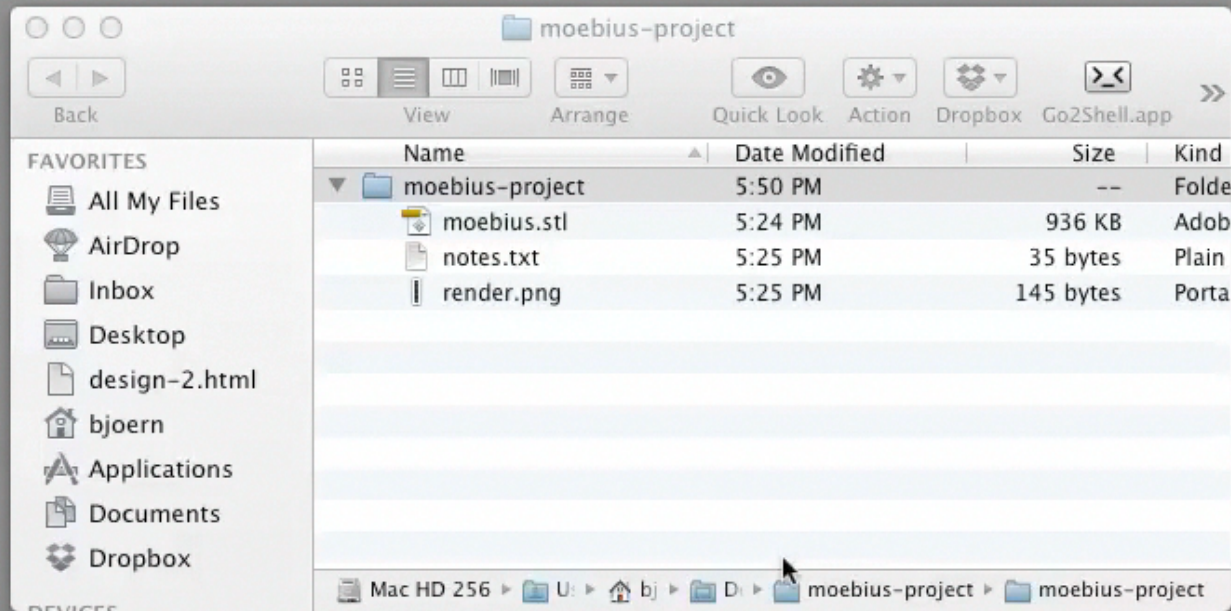 moebius-project
Back View Arrange Quick Look Action Dropbox Go2Shell.app
FAVORITES
All My Files
AirDrop
Inbox
Desktop
design-2.html
bjoern
Applications
Documents
Dropbox
DEVICES
Name Date Modified Size Kind
moebius-project 5:50 PM -- Folde
moebius.stl 5:24 PM 936 KB Adob
notes.txt 5:25 PM 35 bytes Plain
render.png 5:25 PM 145 bytes Porta
Mac HD 256 U bj D moebius-project moebius-project